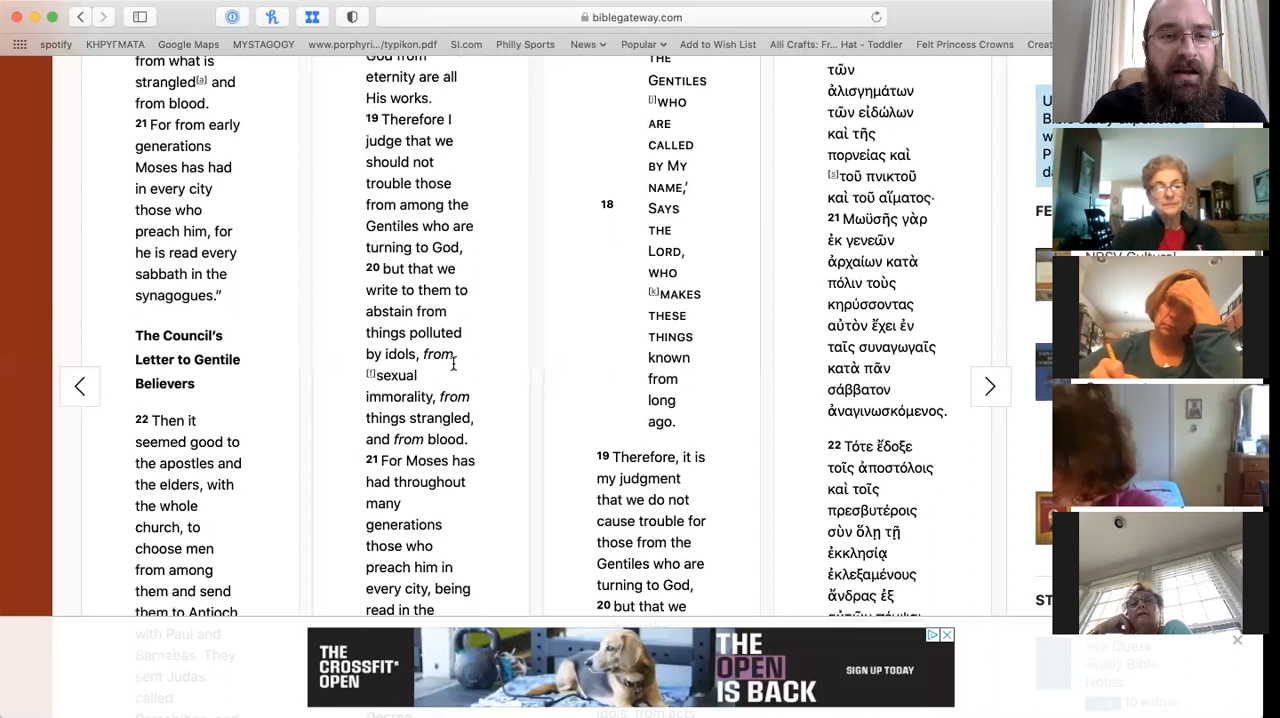 biblegateway.com
spotify
ΚΗΡΥΓΜΑΤΑ
Google Maps
MYSTAGOGY
www.porphyri.../typikon.pdf
SI.com
Philly Sports
News
Popular
Add to Wish List
Alli Crafts: Fr... Hat - Toddler
Felt Princess Crowns
from what is
strangled[a] and
from blood.
21 For from early
generations
Moses has had
in every city
those who
preach him, for
he is read every
sabbath in the
synagogues.”
The Council’s
Letter to Gentile
Believers
22 Then it
seemed good to
the apostles and
the elders, with
the whole
church, to
choose men
from among
them and send
them to Antioch
with Paul and
Barnabas. They
sent Judas
called
God from
eternity are all
His works.
19 Therefore I
judge that we
should not
trouble those
from among the
Gentiles who are
turning to God,
20 but that we
write to them to
abstain from
things polluted
by idols, from
[f]sexual
immorality, from
things strangled,
and from blood.
21 For Moses has
had throughout
many
generations
those who
preach him in
every city, being
read in the
THE
GENTILES
[j]WHO
ARE
CALLED
BY MY
NAME,’
18 SAYS
THE
LORD,
WHO
[k]MAKES
THESE
THINGS
known
from
long
ago.
19 Therefore, it is
my judgment
that we do not
cause trouble for
those from the
Gentiles who are
turning to God,
20 but that we
τῶν
ἀλισγημάτων
τῶν εἰδώλων
καὶ τῆς
πορνείας καὶ
[s]τοῦ πνικτοῦ
καὶ τοῦ αἵματος·
21 Μωϋσῆς γὰρ
ἐκ γενεῶν
ἀρχαίων κατὰ
πόλιν τοὺς
κηρύσσοντας
αὐτὸν ἔχει ἐν
ταῖς συναγωγαῖς
κατὰ πᾶν
σάββατον
ἀναγινωσκόμενος.
22 Τότε ἔδοξε
τοῖς ἀποστόλοις
καὶ τοῖς
πρεσβυτέροις
σὺν ὅλῃ τῇ
ἐκκλησίᾳ
ἐκλεξαμένους
ἄνδρας ἐξ
THE
CROSSFIT
OPEN
THE
OPEN
IS BACK
SIGN UP TODAY
Study Bible
Notes
10 entries